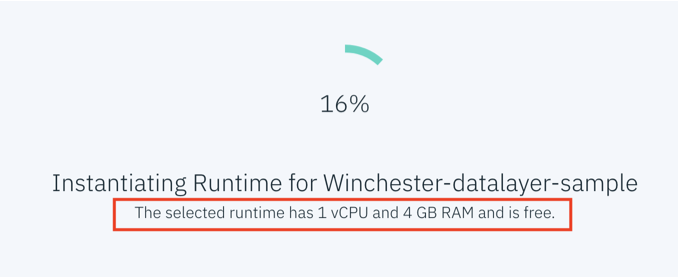 16%
Instantiating Runtime for Winchester-datalayer-sample
The selected runtime has 1 vCPU and 4 GB RAM and is free.